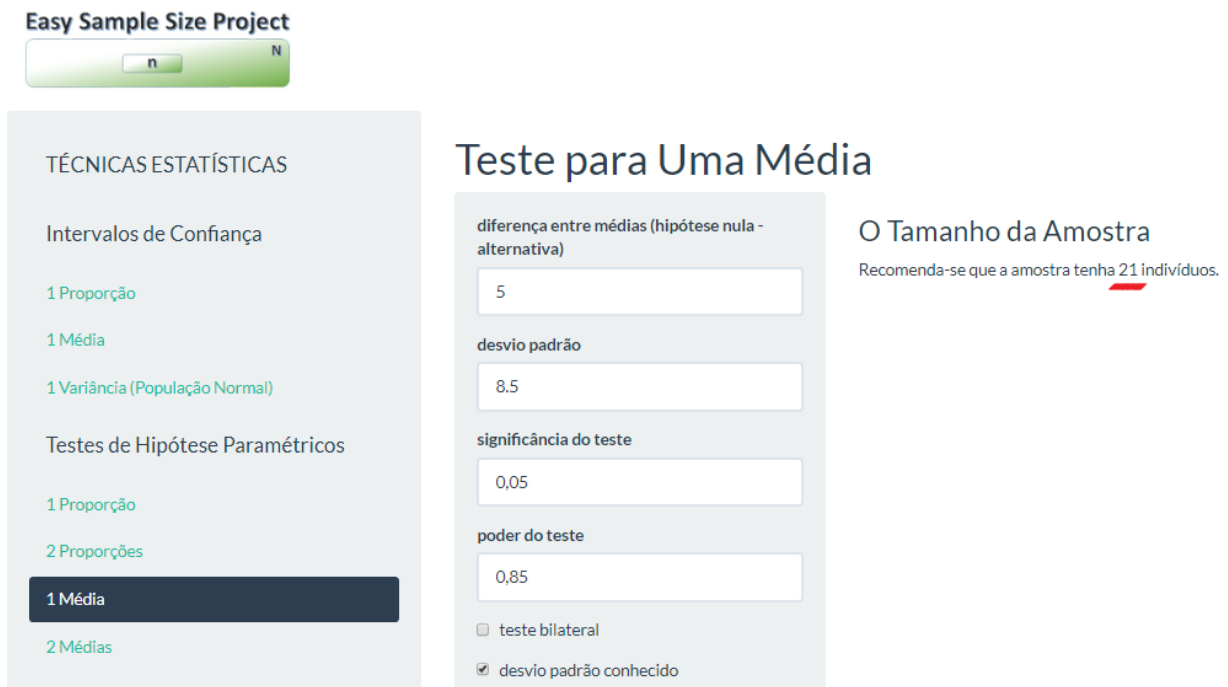 Easy Sample Size Project
N
n
TÉCNICAS ESTATÍSTICAS
Intervalos de Confiança
1 Proporção
1 Média
1 Variância (População Normal)
Testes de Hipótese Paramétricos
1 Proporção
2 Proporções
1 Média
2 Médias
Teste para Uma Média
diferença entre médias (hipótese nula -
alternativa)
5
desvio padrão
8.5
significância do teste
0,05
poder do teste
0,85
teste bilateral
desvio padrão conhecido
O Tamanho da Amostra
Recomenda-se que a amostra tenha 21 indivíduos.